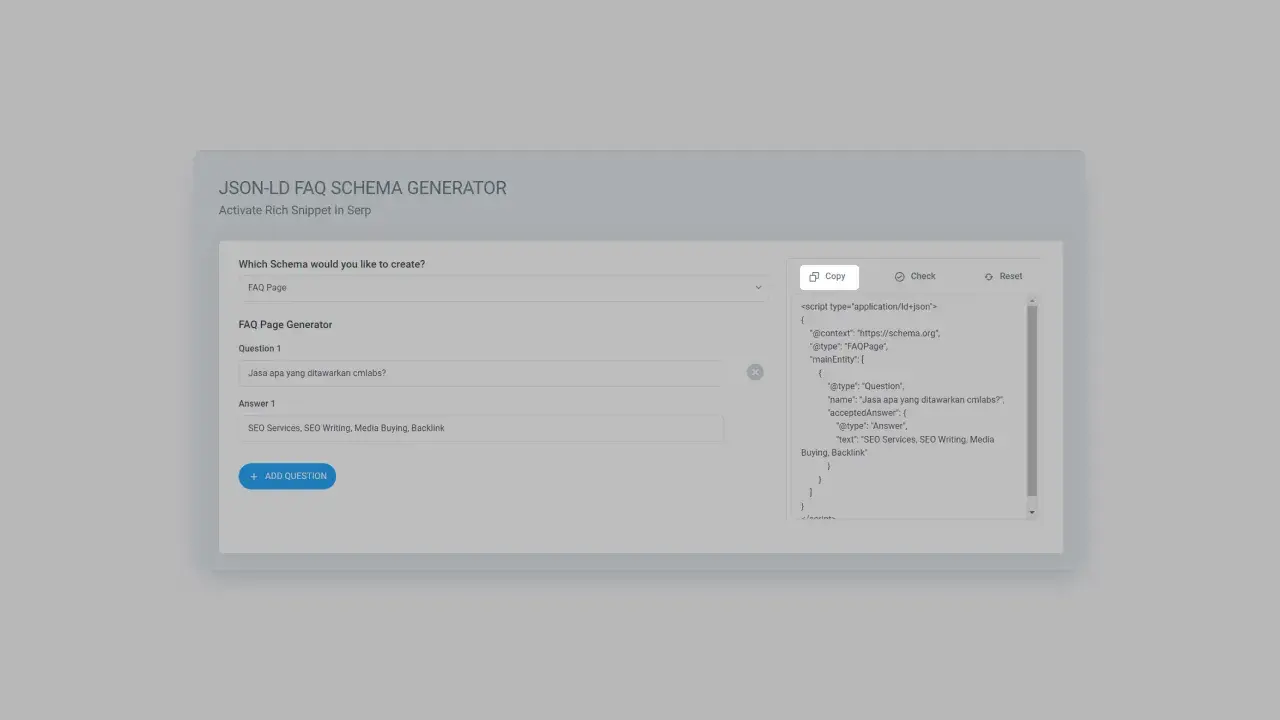 JSON-LD FAQ SCHEMA GENERATOR
Activate Rich Snippet in Serp
Which Schema would you like to create?
FAQ Page
FAQ Page Generator
Question 1
Jasa apa yang ditawarkan cmlabs?
Answer 1
SEO Services, SEO Writing, Media Buying, Backlink
+ ADD QUESTION
Copy
Check
Reset
<script type="application/ld+json">
{
"@context": "https://schema.org",
"@type": "FAQPage",
"mainEntity": [
{
"@type": "Question",
"name": "Jasa apa yang ditawarkan cmlabs?",
"acceptedAnswer": {
"@type": "Answer",
"text": "SEO Services, SEO Writing, Media
Buying, Backlink"
}
}
]
}
</script>